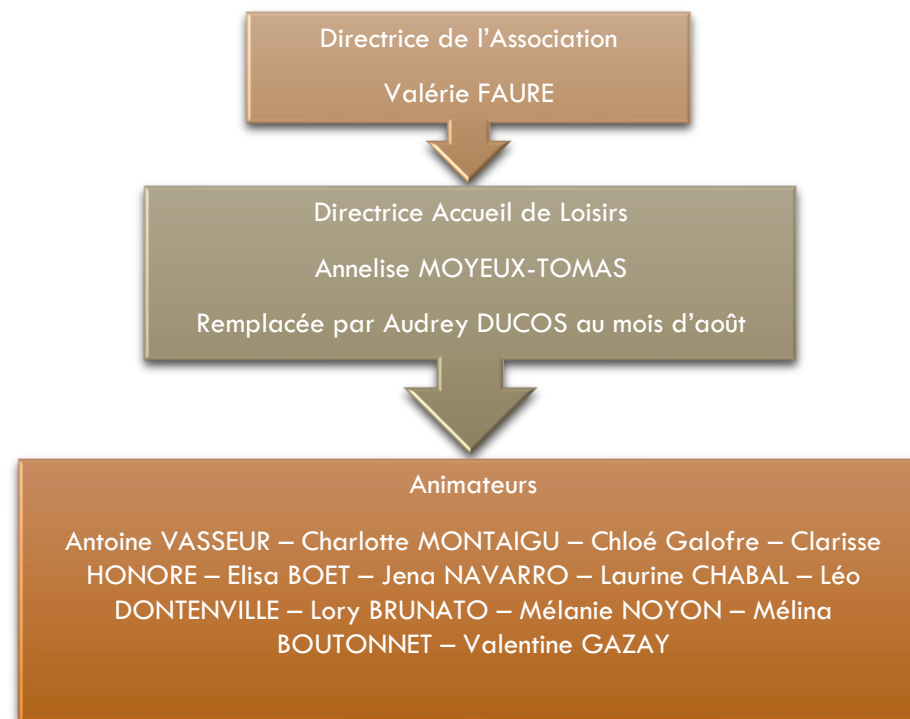 Directrice de l'Association
Valérie FAURE
Directrice Accueil de Loisirs
Annelise MOYEUX-TOMAS
Remplacée par Audrey DUCOS au mois d'août
Animateurs
Antoine VASSEUR – Charlotte MONTAIGU – Chloé Galofre – Clarisse
HONORE – Elisa BOET – Jena NAVARRO – Laurine CHABAL – Léo
DONTENVILLE – Lory BRUNATO – Mélanie NOYON – Mélina
BOUTONNET – Valentine GAZAY